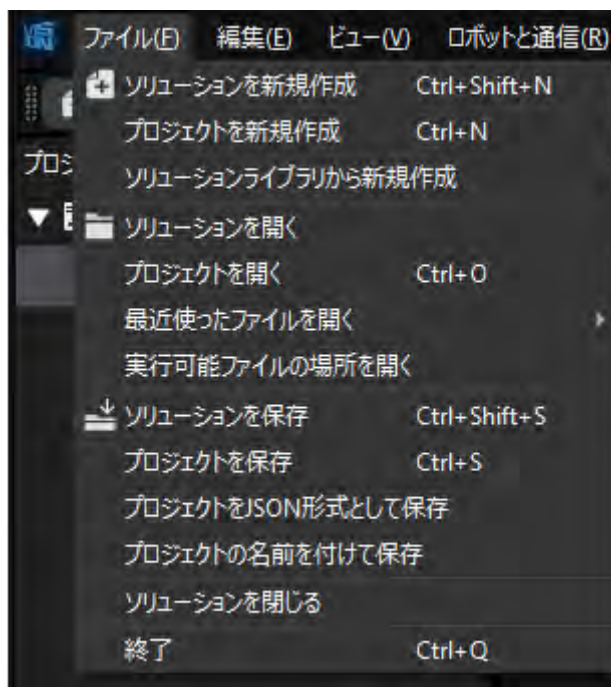 ファイル(F) 編集(E) ビュー(V) ロボットと通信(R)
ソリューションを新規作成 Ctrl+Shift+N
プロジェクトを新規作成 Ctrl+N
プロジ
ソリューションライブラリから新規作成
ソリューションを開く
プロジェクトを開く Ctrl+O
最近使ったファイルを開く
実行可能ファイルの場所を開く
ソリューションを保存 Ctrl+Shift+S
プロジェクトを保存 Ctrl+S
プロジェクトをJSON形式として保存
プロジェクトの名前を付けて保存
ソリューションを閉じる
終了 Ctrl+Q